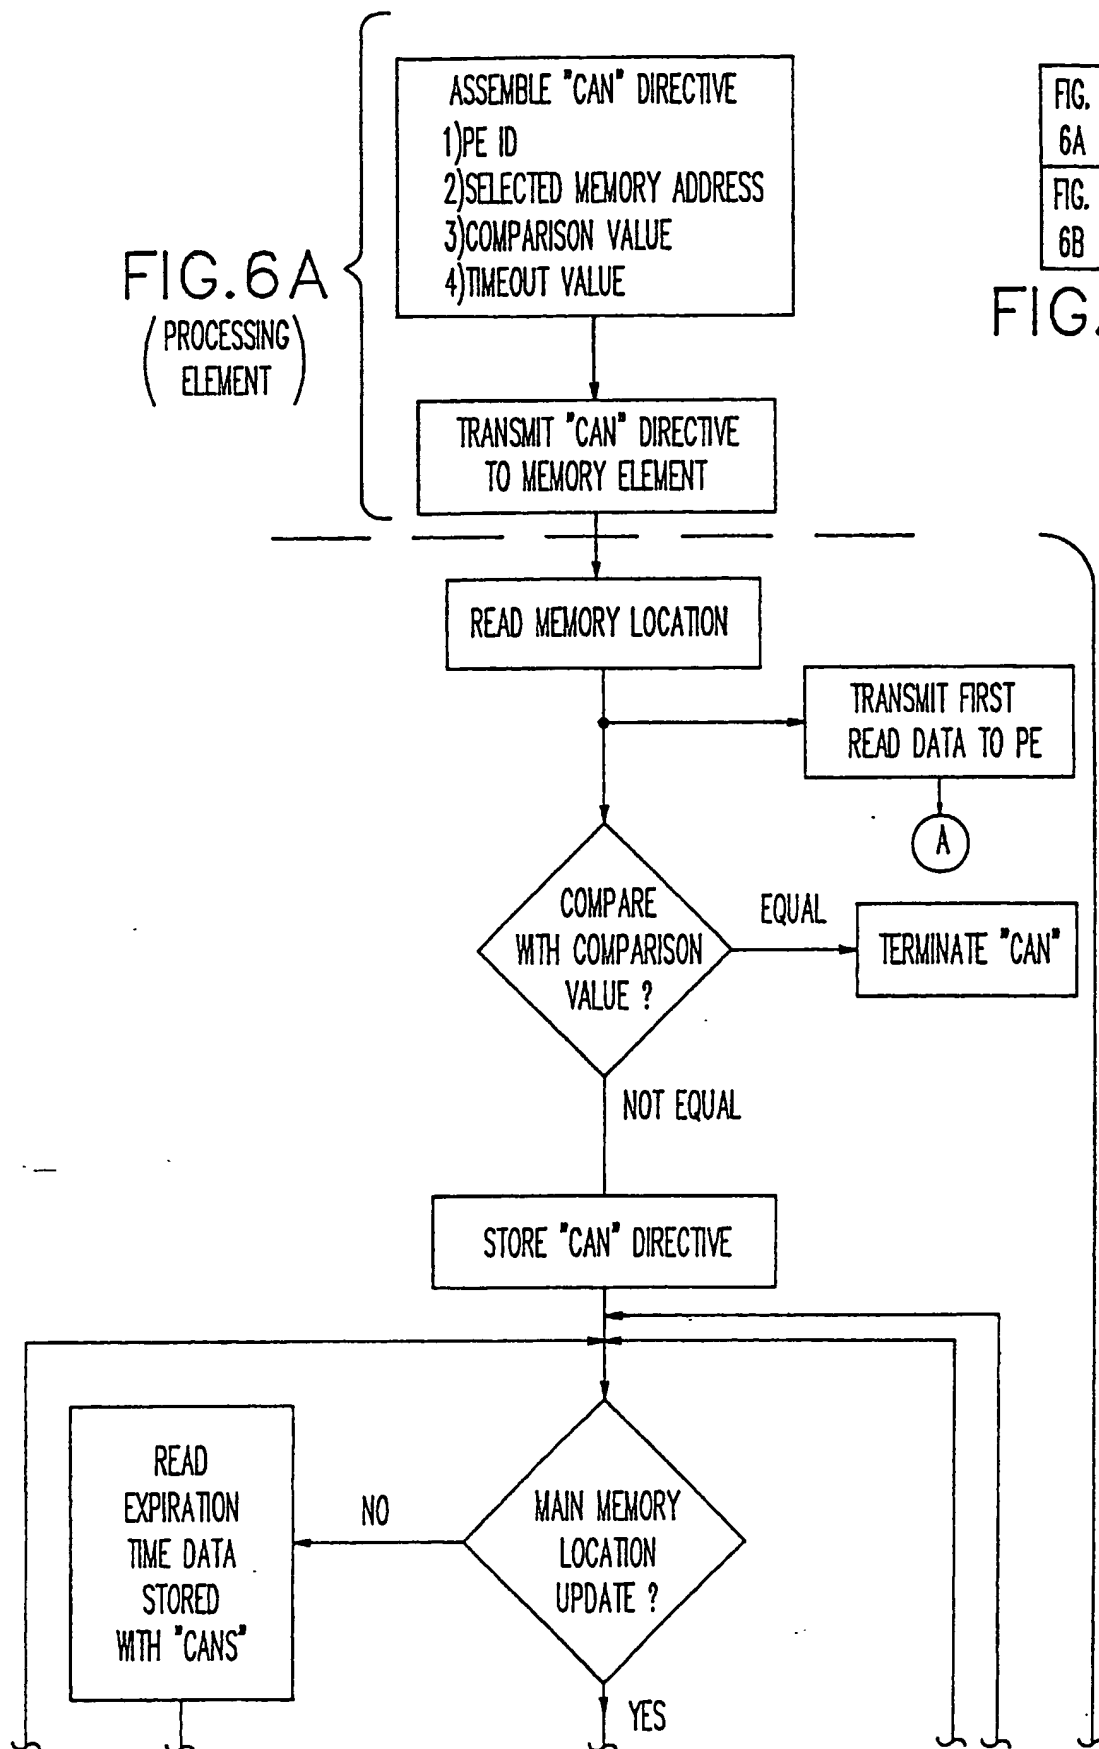 ASSEMBLE "CAN" DIRECTIVE
1)PE ID
2)SELECTED MEMORY ADDRESS
3)COMPARISON VALUE
4)TIMEOUT VALUE
FIG.
6A
FIG.
6B
FIG.
FIG.6A
(PROCESSING
ELEMENT)
TRANSMIT "CAN" DIRECTIVE
TO MEMORY ELEMENT
READ MEMORY LOCATION
TRANSMIT FIRST
READ DATA TO PE
A
COMPARE
WITH COMPARISON
VALUE ?
EQUAL
TERMINATE "CAN"
NOT EQUAL
STORE "CAN" DIRECTIVE
READ
EXPIRATION
TIME DATA
STORED
WITH "CANS"
NO
MAIN MEMORY
LOCATION
UPDATE ?
YES